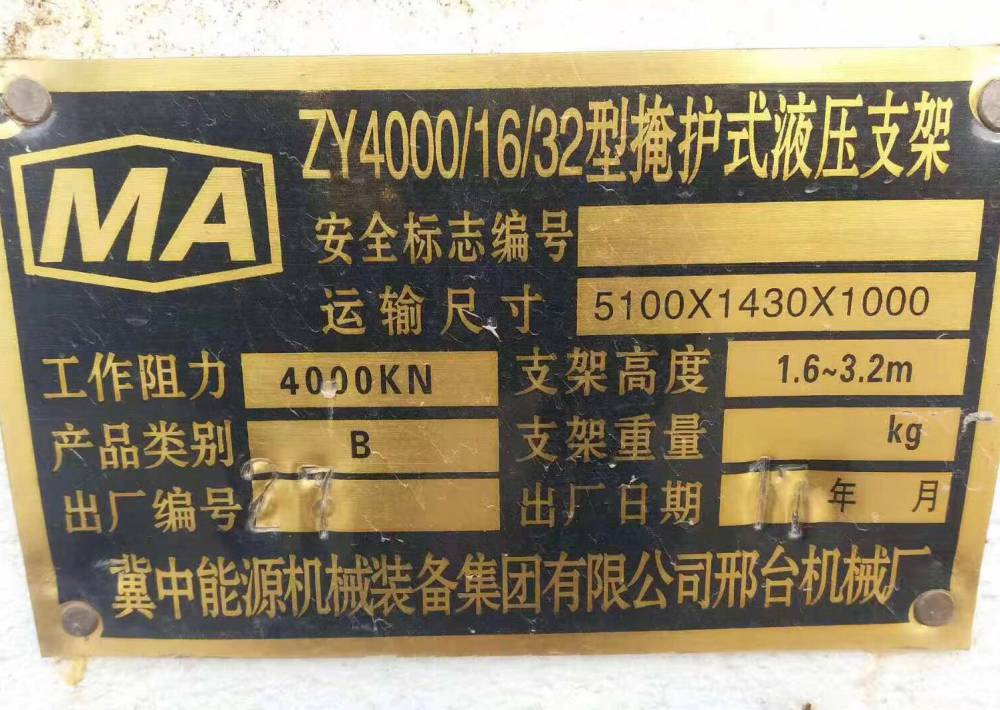 MA
ZY4000/16/32型掩护式液压支架
安全标志编号
运输尺寸 5100X1430X1000
工作阻力 4000KN 支架高度 1.6~3.2m
产品类别 B 支架重量 kg
出厂编号 27 出厂日期 11年 月
冀中能源机械装备集团有限公司邢台机械厂